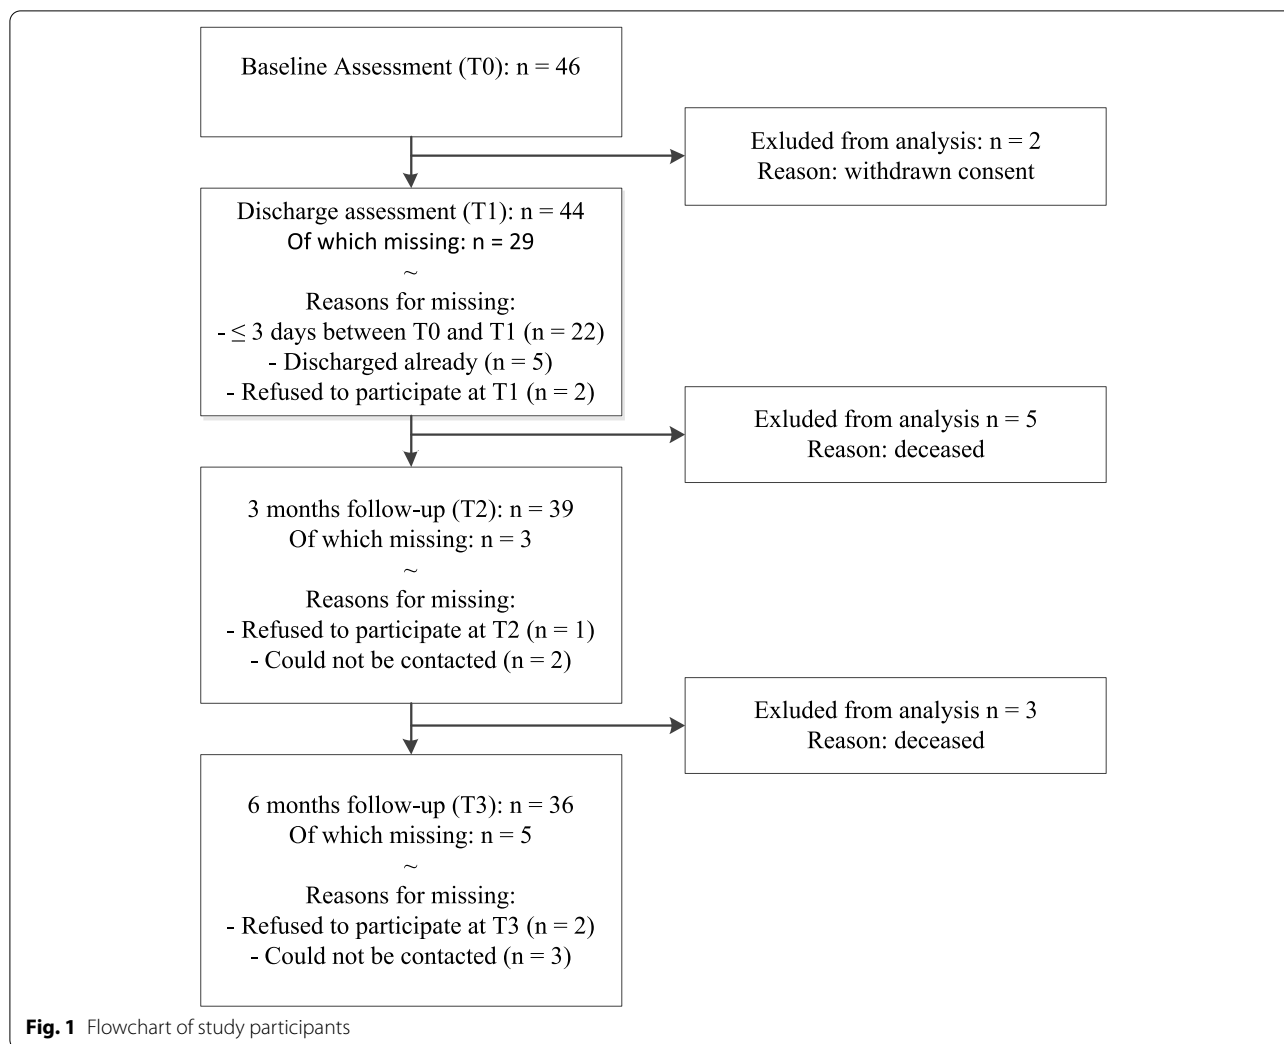 Baseline Assessment (T0): n = 46
Exluded from analysis: n = 2
Reason: withdrawn consent
Discharge assessment (T1): n = 44
Of which missing: n = 29
~
Reasons for missing:
- ≤ 3 days between T0 and T1 (n = 22)
- Discharged already (n = 5)
- Refused to participate at T1 (n = 2)
Exluded from analysis n = 5
Reason: deceased
3 months follow-up (T2): n = 39
Of which missing: n = 3
~
Reasons for missing:
- Refused to participate at T2 (n = 1)
- Could not be contacted (n = 2)
Exluded from analysis n = 3
Reason: deceased
6 months follow-up (T3): n = 36
Of which missing: n = 5
~
Reasons for missing:
- Refused to participate at T3 (n = 2)
- Could not be contacted (n = 3)
Fig. 1 Flowchart of study participants